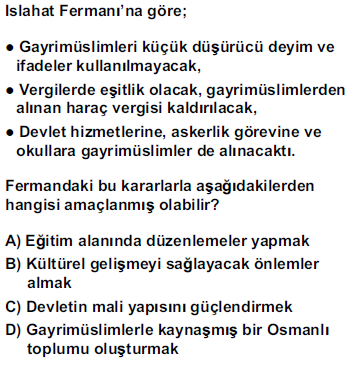 Islahat Fermanı’na göre;
● Gayrimüslimleri küçük düşürücü deyim ve
ifadeler kullanılmayacak,
● Vergilerde eşitlik olacak, gayrimüslimlerden
alınan haraç vergisi kaldırılacak,
● Devlet hizmetlerine, askerlik görevine ve
okullara gayrimüslimler de alınacaktı.
Fermandaki bu kararlarla aşağıdakilerden
hangisi amaçlanmış olabilir?
A) Eğitim alanında düzenlemeler yapmak
B) Kültürel gelişmeyi sağlayacak önlemler
almak
C) Devletin mali yapısını güçlendirmek
D) Gayrimüslimlerle kaynaşmış bir Osmanlı
toplumu oluşturmak